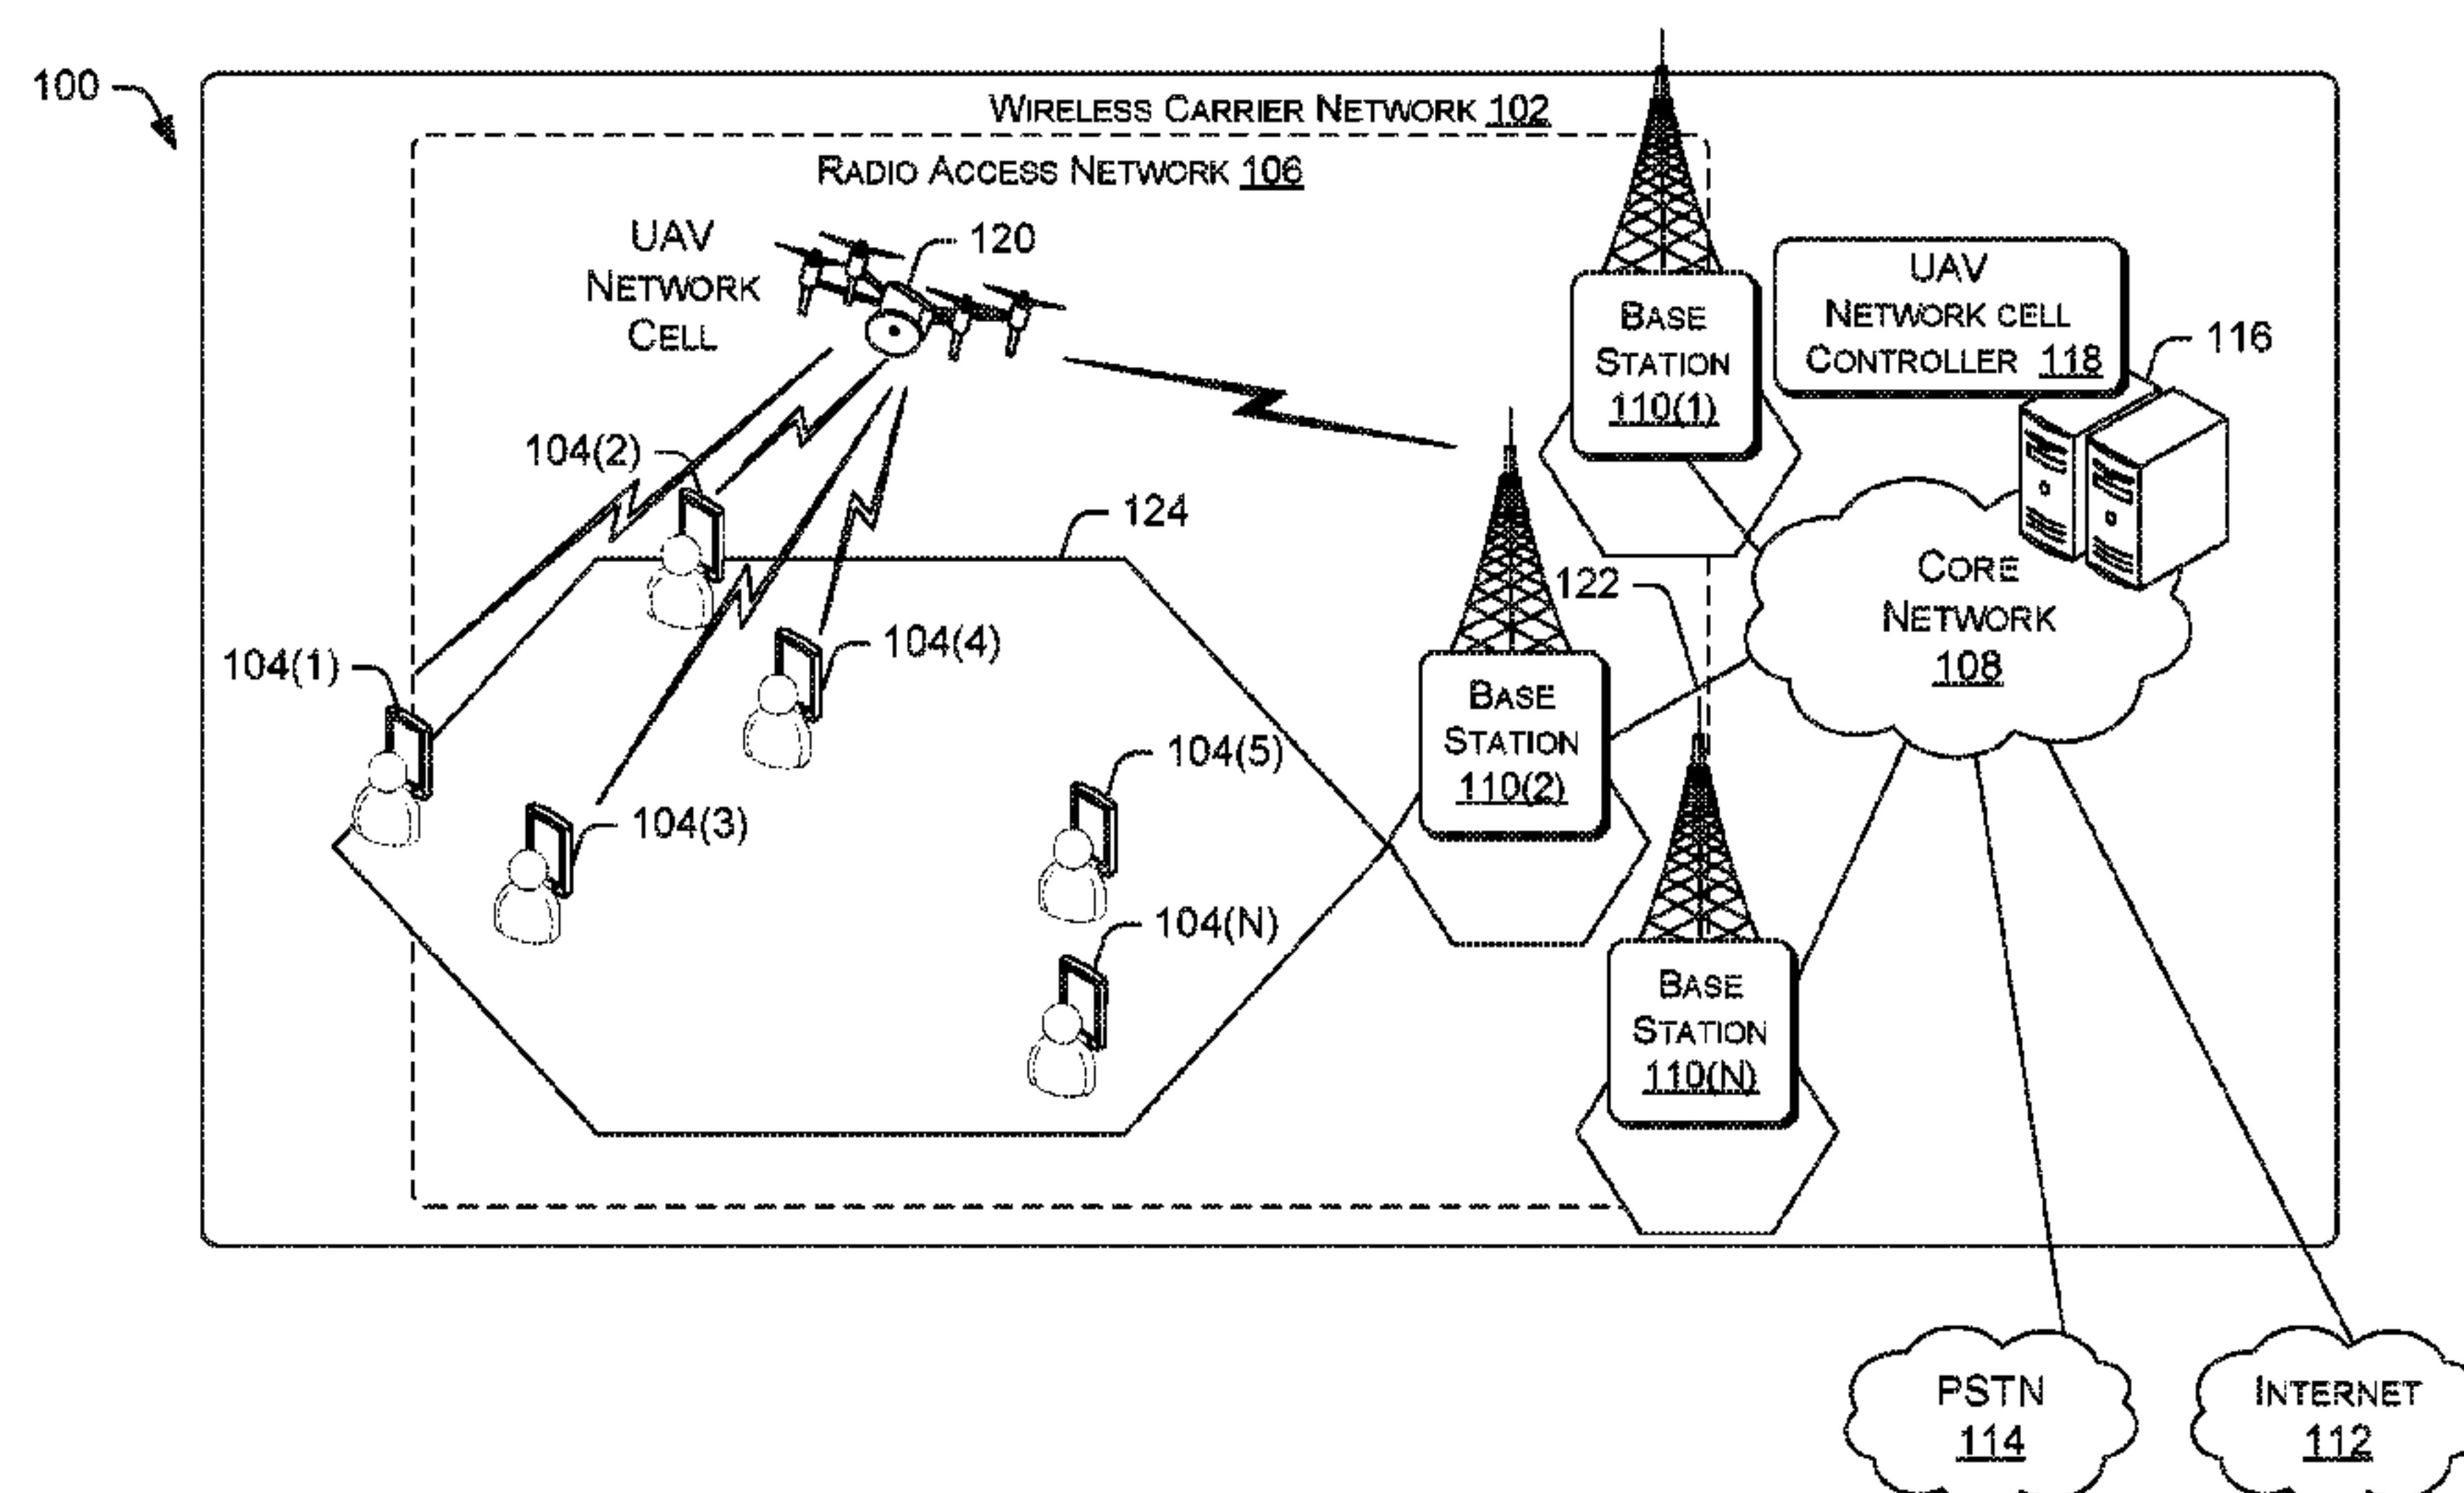 100
WIRELESS CARRIER NETWORK 102
RADIO ACCESS NETWORK 106
UAV
NETWORK
CELL
120
BASE
STATION
110(1)
UAV
NETWORK CELL
CONTROLLER 118
116
104(2)
124
122
CORE
NETWORK
108
104(1)
104(4)
BASE
STATION
110(2)
104(5)
104(3)
104(N)
BASE
STATION
110(N)
PSTN
114
INTERNET
112